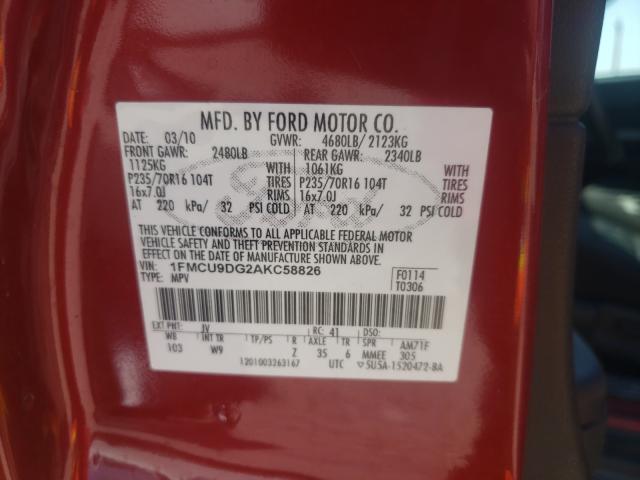 MFD. BY FORD MOTOR CO.
DATE: 03/10 GVWR: 4680LB/ 2123KG
FRONT GAWR: 2480LB REAR GAWR: 2340LB
1125KG WITH 1061KG WITH
P235/70R16 104T TIRES P235/70R16 104T TIRES
16x7.0J RIMS 16x7.0J RIMS
AT 220 kPa/ 32 PSI COLD AT 220 kPa/ 32 PSI COLD
THIS VEHICLE CONFORMS TO ALL APPLICABLE FEDERAL MOTOR
VEHICLE SAFETY AND THEFT PREVENTION STANDARDS IN
EFFECT ON THE DATE OF MANUFACTURE SHOWN ABOVE.
VIN: 1FMCU9DG2AKC58826 F0114
TYPE: MPV T0306
EXT PNT: JV RC: 41 DSO:
WB INT TR TP/PS R AXLE TR SPR AM71F
103 W9 Z 35 6 MMEE 305
1201003263167 UTC 5U5A-1520472-BA